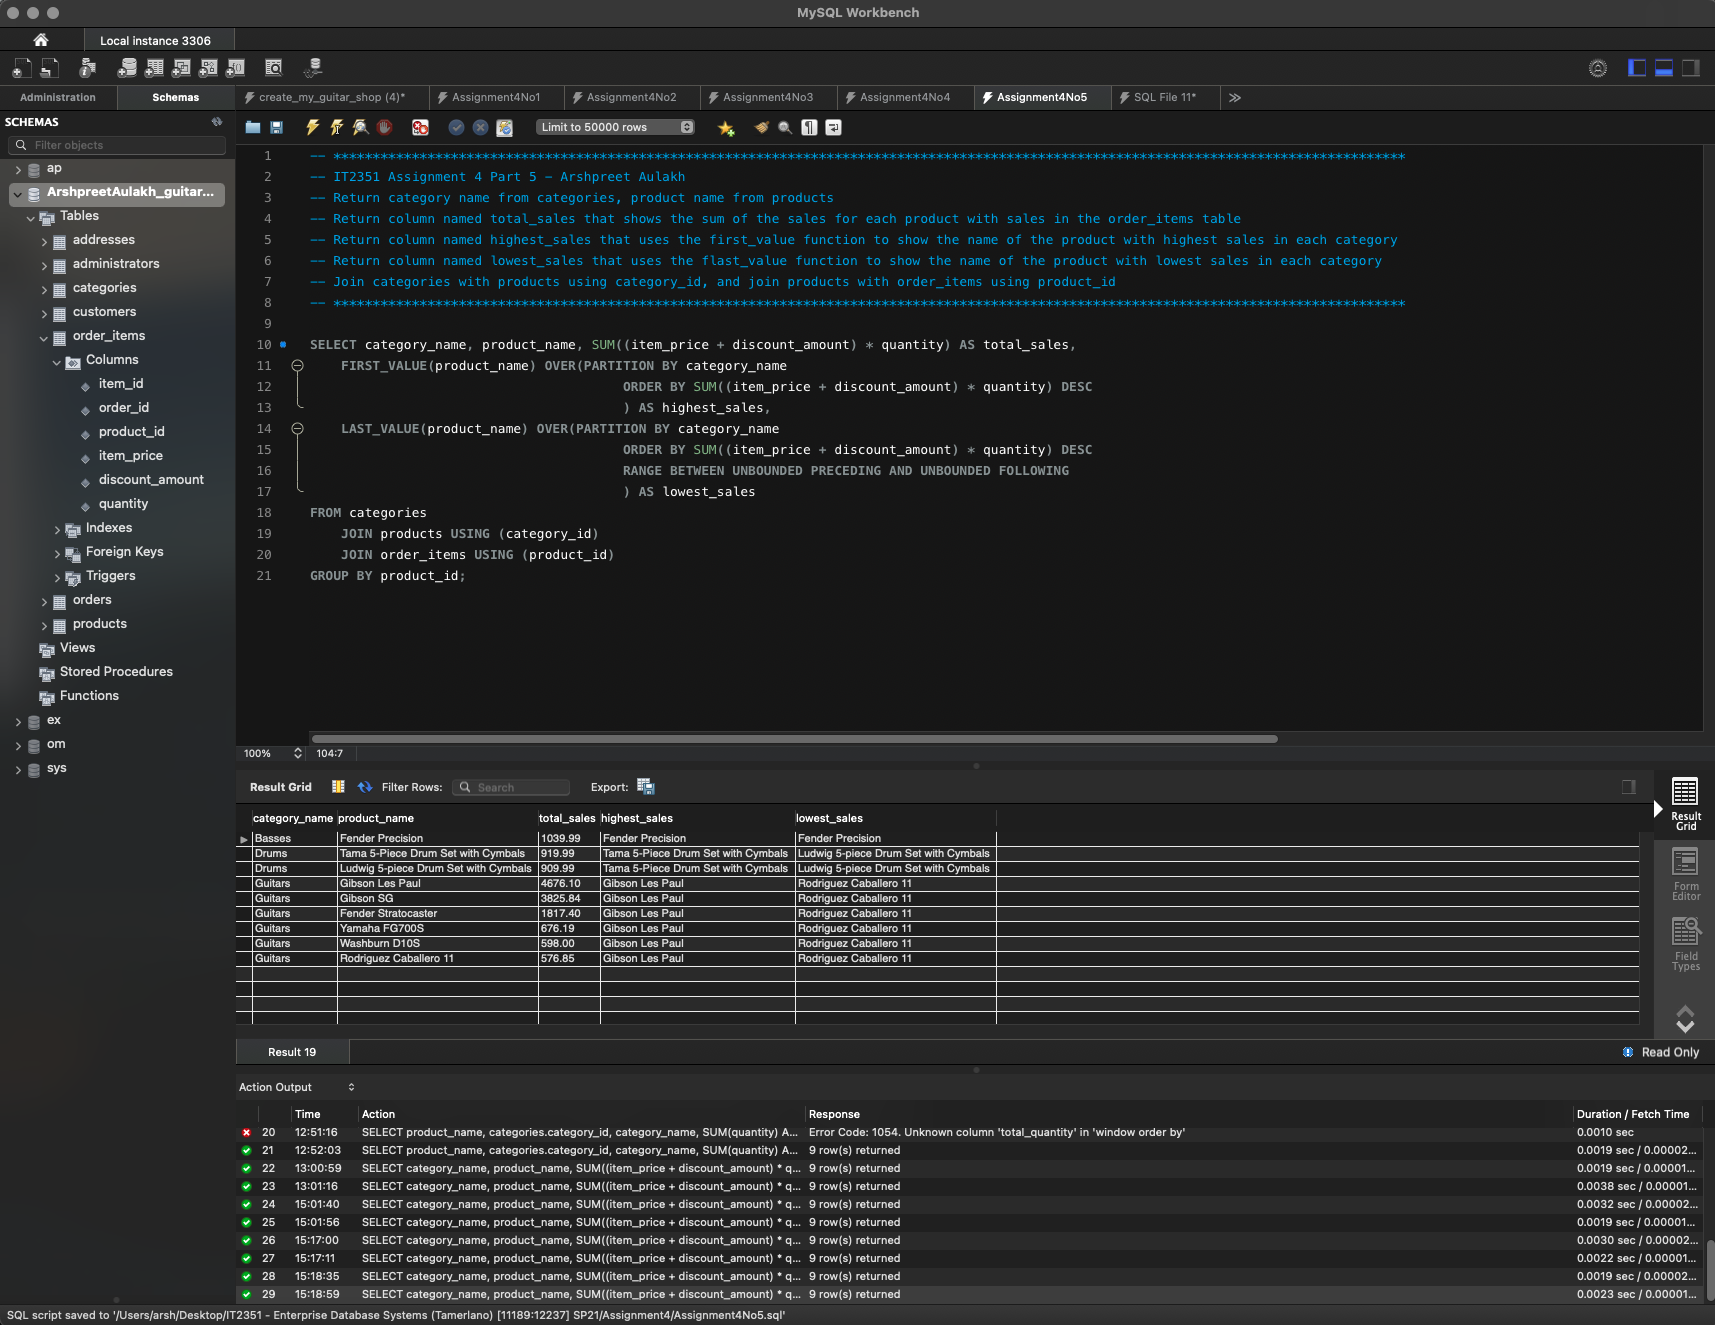 MySQL Workbench
Local instance 3306
Administration
Schemas
create_my_guitar_shop (4)*
Assignment4No1
Assignment4No2
Assignment4No3
Assignment4No4
Assignment4No5
SQL File 11*
SCHEMAS
Filter objects
ap
ArshpreetAulakh_guitar...
Tables
addresses
administrators
categories
customers
order_items
Columns
item_id
order_id
product_id
item_price
discount_amount
quantity
Indexes
Foreign Keys
Triggers
orders
products
Views
Stored Procedures
Functions
ex
om
sys
Limit to 50000 rows
1 -- *****************************************************************************************************************************************
2 -- IT2351 Assignment 4 Part 5 - Arshpreet Aulakh
3 -- Return category name from categories, product name from products
4 -- Return column named total_sales that shows the sum of the sales for each product with sales in the order_items table
5 -- Return column named highest_sales that uses the first_value function to show the name of the product with highest sales in each category
6 -- Return column named lowest_sales that uses the flast_value function to show the name of the product with lowest sales in each category
7 -- Join categories with products using category_id, and join products with order_items using product_id
8 -- *****************************************************************************************************************************************
9
10 SELECT category_name, product_name, SUM((item_price + discount_amount) * quantity) AS total_sales,
11 FIRST_VALUE(product_name) OVER(PARTITION BY category_name
12 ORDER BY SUM((item_price + discount_amount) * quantity) DESC
13 ) AS highest_sales,
14 LAST_VALUE(product_name) OVER(PARTITION BY category_name
15 ORDER BY SUM((item_price + discount_amount) * quantity) DESC
16 RANGE BETWEEN UNBOUNDED PRECEDING AND UNBOUNDED FOLLOWING
17 ) AS lowest_sales
18 FROM categories
19 JOIN products USING (category_id)
20 JOIN order_items USING (product_id)
21 GROUP BY product_id;
100%
104:7
Result Grid
Filter Rows:
Search
Export:
category_name product_name total_sales highest_sales lowest_sales
Basses Fender Precision 1039.99 Fender Precision Fender Precision
Drums Tama 5-Piece Drum Set with Cymbals 919.99 Tama 5-Piece Drum Set with Cymbals Ludwig 5-piece Drum Set with Cymbals
Drums Ludwig 5-piece Drum Set with Cymbals 909.99 Tama 5-Piece Drum Set with Cymbals Ludwig 5-piece Drum Set with Cymbals
Guitars Gibson Les Paul 4676.10 Gibson Les Paul Rodriguez Caballero 11
Guitars Gibson SG 3825.84 Gibson Les Paul Rodriguez Caballero 11
Guitars Fender Stratocaster 1817.40 Gibson Les Paul Rodriguez Caballero 11
Guitars Yamaha FG700S 676.19 Gibson Les Paul Rodriguez Caballero 11
Guitars Washburn D10S 598.00 Gibson Les Paul Rodriguez Caballero 11
Guitars Rodriguez Caballero 11 576.85 Gibson Les Paul Rodriguez Caballero 11
Result
Grid
Form
Editor
Field
Types
Result 19
Read Only
Action Output
Time Action Response Duration / Fetch Time
20 12:51:16 SELECT product_name, categories.category_id, category_name, SUM(quantity) A... Error Code: 1054. Unknown column 'total_quantity' in 'window order by' 0.0010 sec
21 12:52:03 SELECT product_name, categories.category_id, category_name, SUM(quantity) A... 9 row(s) returned 0.0019 sec / 0.00002...
22 13:00:59 SELECT category_name, product_name, SUM((item_price + discount_amount) * q... 9 row(s) returned 0.0019 sec / 0.00001...
23 13:01:16 SELECT category_name, product_name, SUM((item_price + discount_amount) * q... 9 row(s) returned 0.0038 sec / 0.00001...
24 15:01:40 SELECT category_name, product_name, SUM((item_price + discount_amount) * q... 9 row(s) returned 0.0032 sec / 0.00002...
25 15:01:56 SELECT category_name, product_name, SUM((item_price + discount_amount) * q... 9 row(s) returned 0.0019 sec / 0.00001...
26 15:17:00 SELECT category_name, product_name, SUM((item_price + discount_amount) * q... 9 row(s) returned 0.0030 sec / 0.00002...
27 15:17:11 SELECT category_name, product_name, SUM((item_price + discount_amount) * q... 9 row(s) returned 0.0022 sec / 0.00001...
28 15:18:35 SELECT category_name, product_name, SUM((item_price + discount_amount) * q... 9 row(s) returned 0.0019 sec / 0.00002...
29 15:18:59 SELECT category_name, product_name, SUM((item_price + discount_amount) * q... 9 row(s) returned 0.0023 sec / 0.00001...
SQL script saved to '/Users/arsh/Desktop/IT2351 - Enterprise Database Systems (Tamerlano) [11189:12237] SP21/Assignment4/Assignment4No5.sql'